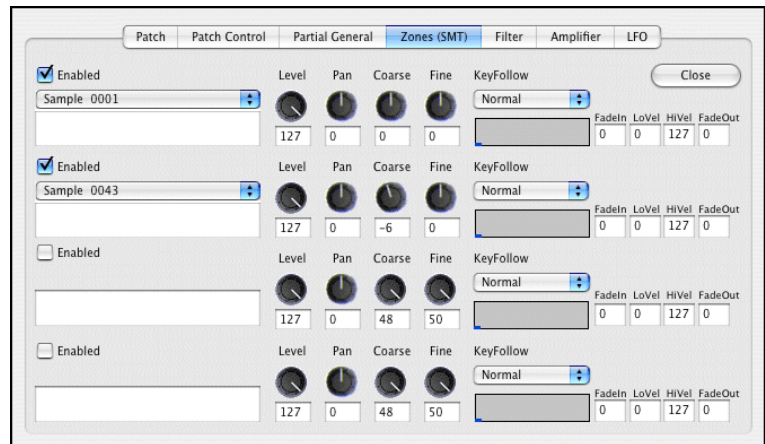 Patch Patch Control Partial General Zones (SMT) Filter Amplifier LFO
Enabled Level Pan Coarse Fine KeyFollow Close
Sample 0001 Normal
FadeIn LoVel HiVel FadeOut
127 0 0 0 0 0 127 0
Enabled Level Pan Coarse Fine KeyFollow
Sample 0043 Normal
FadeIn LoVel HiVel FadeOut
127 0 -6 0 0 0 127 0
Enabled Level Pan Coarse Fine KeyFollow
Normal
FadeIn LoVel HiVel FadeOut
127 0 48 50 0 0 127 0
Enabled Level Pan Coarse Fine KeyFollow
Normal
FadeIn LoVel HiVel FadeOut
127 0 48 50 0 0 127 0